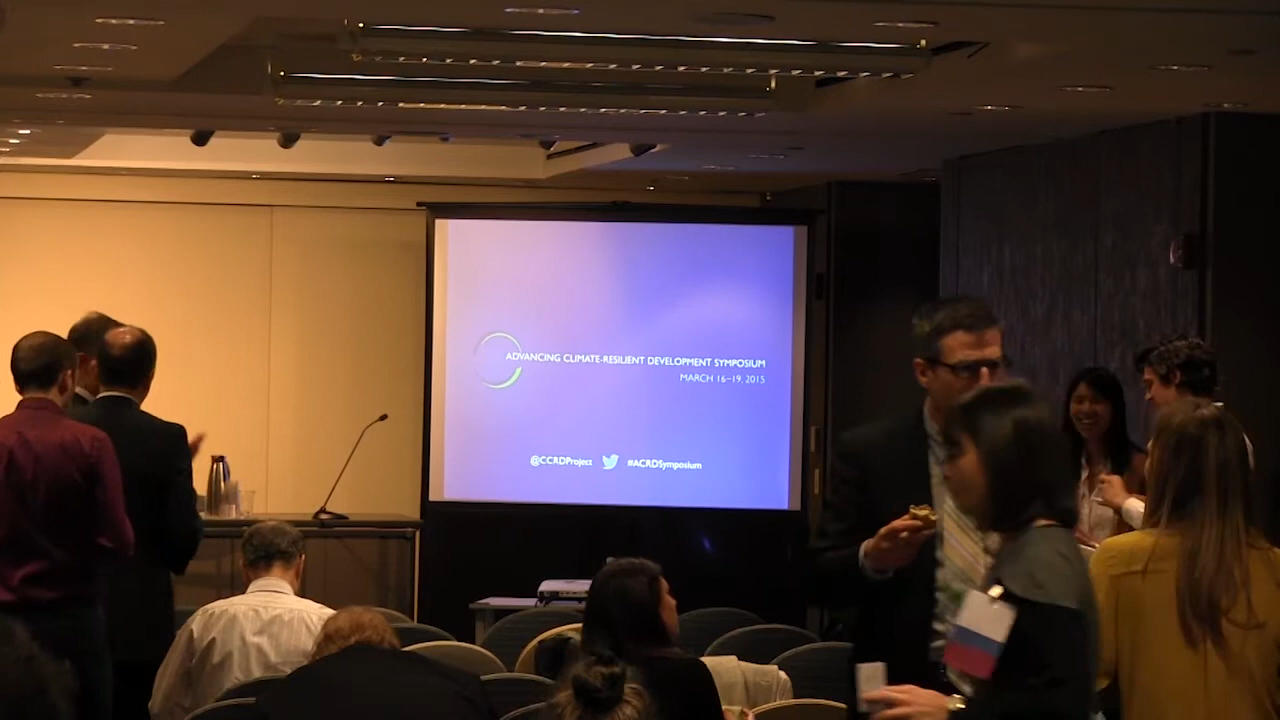 ADVANCING CLIMATE-RESILIENT DEVELOPMENT SYMPOSIUM
MARCH 16–19, 2015
@CCRDProject #ACRDSymposium